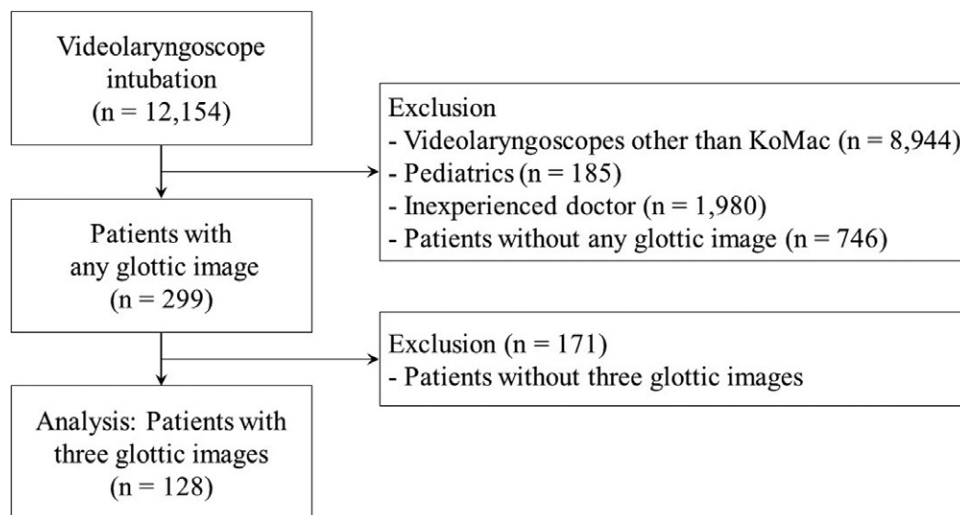 Videolaryngoscope
intubation
(n = 12,154)
Exclusion
- Videolaryngoscopes other than KoMac (n = 8,944)
- Pediatrics (n = 185)
- Inexperienced doctor (n = 1,980)
- Patients without any glottic image (n = 746)
Patients with
any glottic image
(n = 299)
Exclusion (n = 171)
- Patients without three glottic images
Analysis: Patients with
three glottic images
(n = 128)